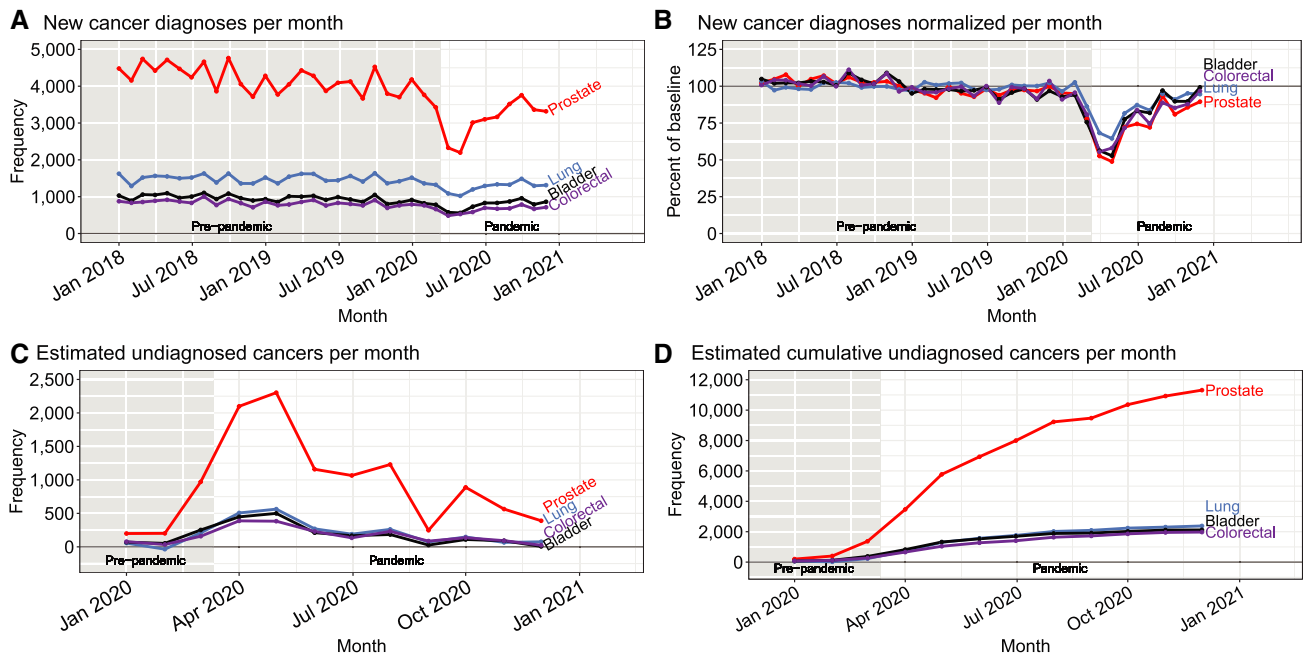 A New cancer diagnoses per month
Frequency
5,000
4,000
3,000
2,000
1,000
0
Prostate
Lung
Bladder
Colorectal
Pre-pandemic
Pandemic
Jan 2018
Jul 2018
Jan 2019
Jul 2019
Jan 2020
Jul 2020
Jan 2021
Month
B New cancer diagnoses normalized per month
Percent of baseline
125
100
75
50
25
0
Bladder
Colorectal
Lung
Prostate
Pre-pandemic
Pandemic
Jan 2018
Jul 2018
Jan 2019
Jul 2019
Jan 2020
Jul 2020
Jan 2021
Month
C Estimated undiagnosed cancers per month
Frequency
2,500
2,000
1,500
1,000
500
0
Prostate
Lung
Colorectal
Bladder
Pre-pandemic
Pandemic
Jan 2020
Apr 2020
Jul 2020
Oct 2020
Jan 2021
Month
D Estimated cumulative undiagnosed cancers per month
Frequency
12,000
10,000
8,000
6,000
4,000
2,000
0
Prostate
Lung
Bladder
Colorectal
Pre-pandemic
Pandemic
Jan 2020
Apr 2020
Jul 2020
Oct 2020
Jan 2021
Month